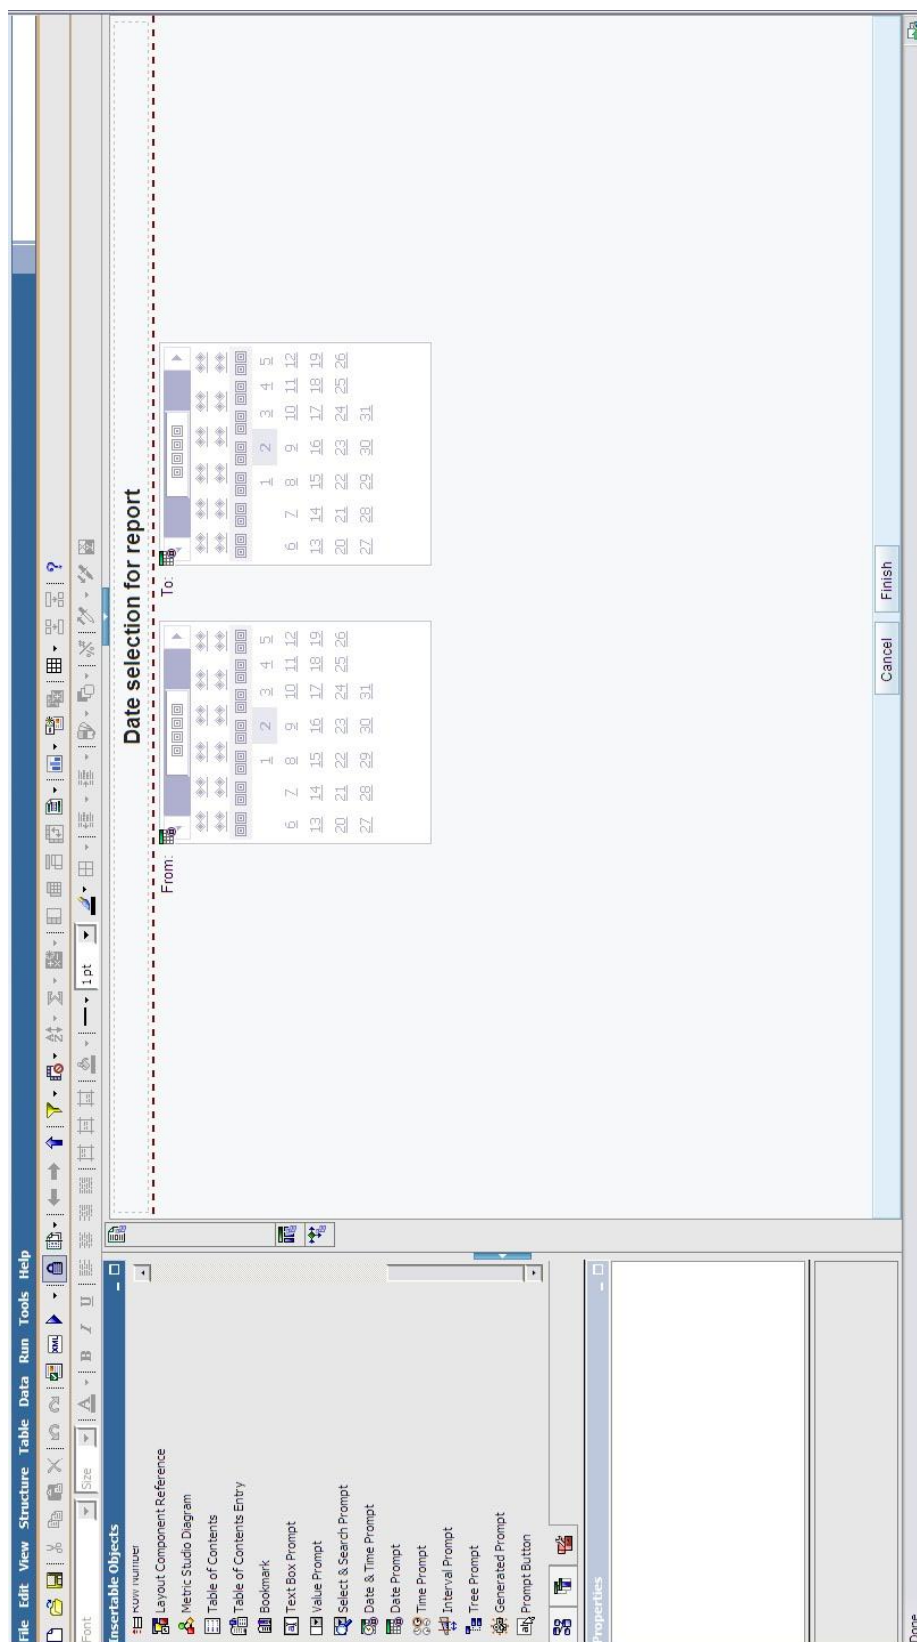 File Edit View Structure Table Data Run Tools Help
Font Size 1 pt
Insertable Objects
Row Number
Layout Component Reference
Metric Studio Diagram
Table of Contents
Table of Contents Entry
Bookmark
Text Box Prompt
Value Prompt
Select & Search Prompt
Date & Time Prompt
Date Prompt
Time Prompt
Interval Prompt
Tree Prompt
Generated Prompt
Prompt Button
Properties
Date selection for report
From:
1 2 3 4 5
6 7 8 9 10 11 12
13 14 15 16 17 18 19
20 21 22 23 24 25 26
27 28 29 30 31
To:
1 2 3 4 5
6 7 8 9 10 11 12
13 14 15 16 17 18 19
20 21 22 23 24 25 26
27 28 29 30 31
Cancel Finish
Done